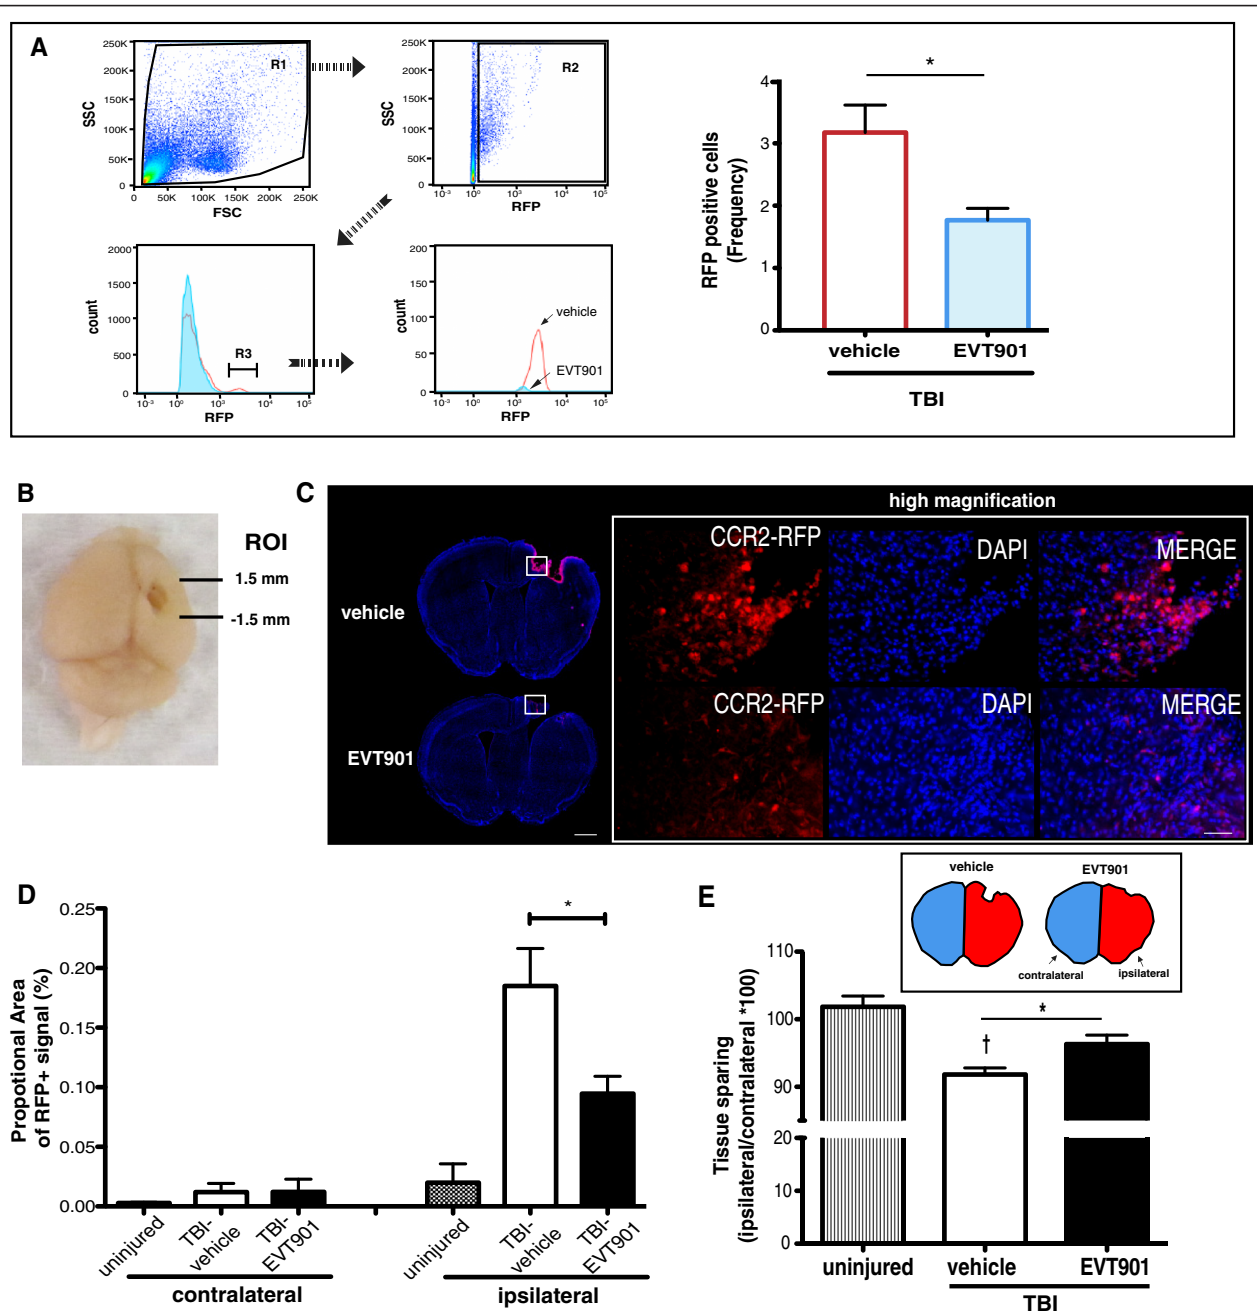 A
250K
200K
150K
100K
50K
0
SSC
R1
0 50K 100K 150K 200K 250K
FSC
250K
200K
150K
100K
50K
0
SSC
R2
10-3 10⁰ 10³ 10⁴ 10⁵
RFP
2000
1500
1000
500
0
count
R3
10-3 10⁰ 10³ 10⁴ 10⁵
RFP
200
150
100
50
0
count
vehicle
EVT901
10-3 10⁰ 10³ 10⁴ 10⁵
RFP
4
3
2
1
0
RFP positive cells
(Frequency)
*
vehicle EVT901
TBI
B
ROI
1.5 mm
-1.5 mm
C
high magnification
vehicle
CCR2-RFP DAPI MERGE
EVT901
CCR2-RFP DAPI MERGE
D
0.25
0.20
0.15
0.10
0.05
0.00
Propotional Area
of RFP+ signal (%)
*
uninjured
TBI-
vehicle
TBI-
EVT901
uninjured
TBI-
vehicle
TBI-
EVT901
contralateral ipsilateral
E
vehicle EVT901
contralateral ipsilateral
110
100
90
20
10
0
Tissue sparing
(ipsilateral/contralateral *100)
*
†
uninjured vehicle EVT901
TBI